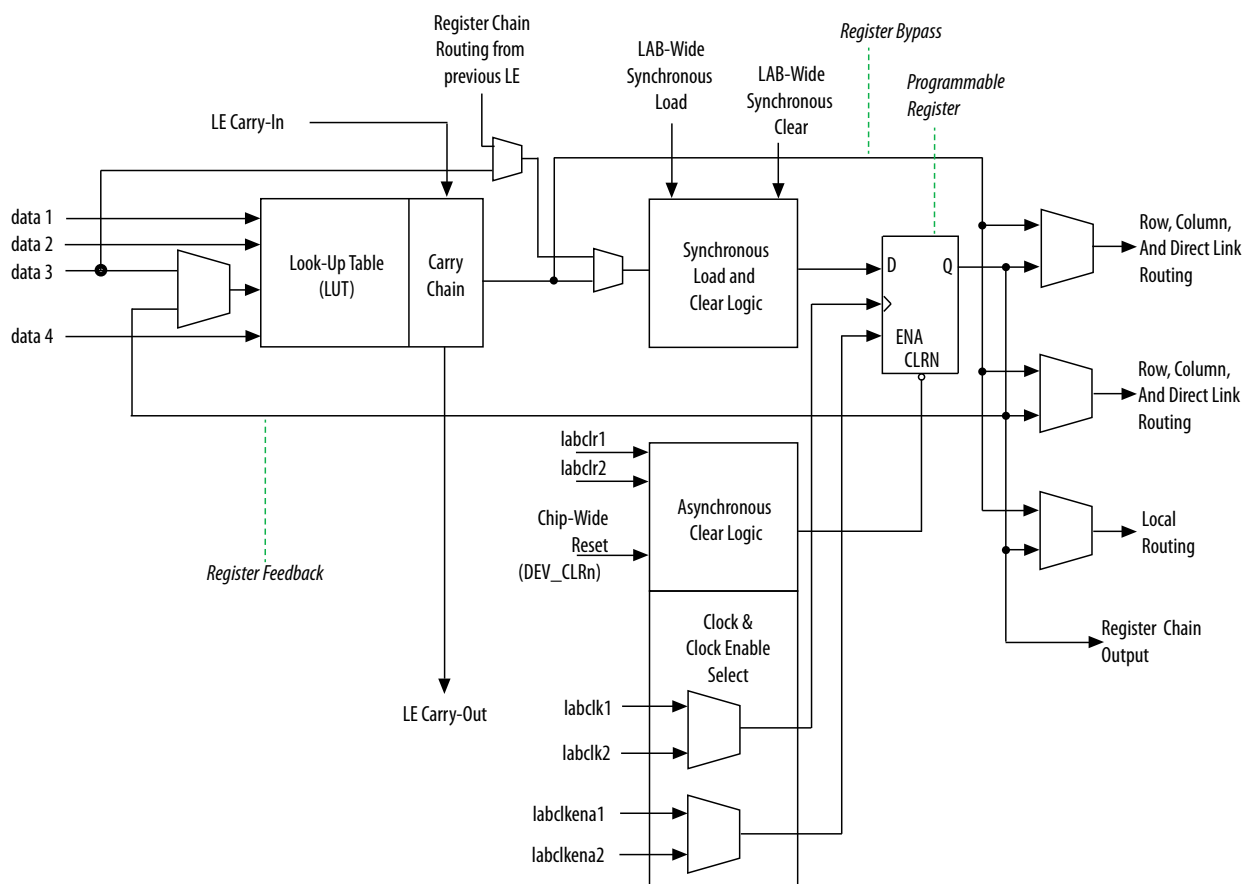 Register Chain
Routing from
previous LE
LAB-Wide
Synchronous
Load
LAB-Wide
Synchronous
Clear
Register Bypass
Programmable
Register
LE Carry-In
data 1
data 2
data 3
data 4
Look-Up Table
(LUT)
Carry
Chain
Synchronous
Load and
Clear Logic
D
Q
ENA
CLRN
Row, Column,
And Direct Link
Routing
Row, Column,
And Direct Link
Routing
Local
Routing
Register Chain
Output
Register Feedback
labclr1
labclr2
Chip-Wide
Reset
(DEV_CLRn)
Asynchronous
Clear Logic
Clock &
Clock Enable
Select
LE Carry-Out
labclk1
labclk2
labclkena1
labclkena2